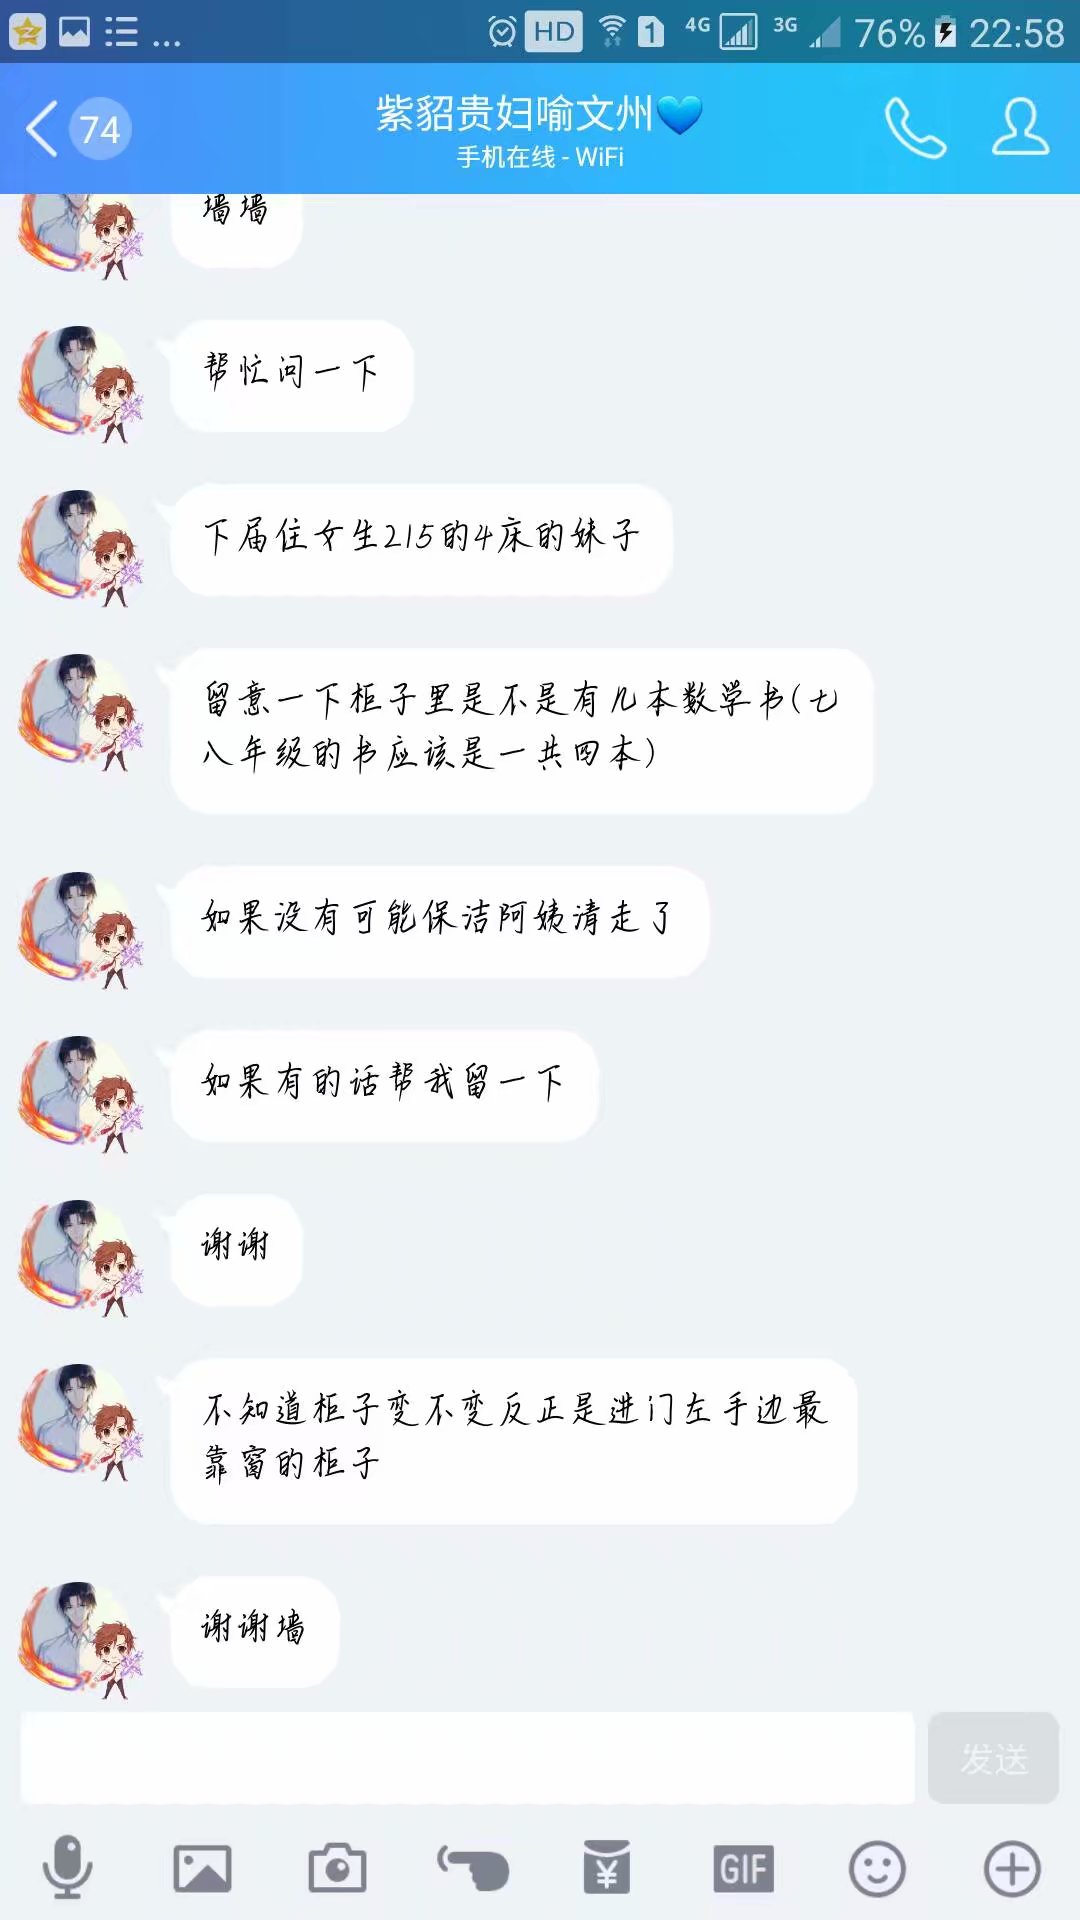 ... HD 1 4G 3G 76% 22:58
74
紫貂贵妇喻文州💙
手机在线 - WiFi
墙墙
帮忙问一下
下届住女生215的4床的妹子
留意一下柜子里是不是有几本数学书(七
八年级的书应该是一共四本)
如果没有可能保洁阿姨清走了
如果有的话帮我留一下
谢谢
不知道柜子变不变反正是进门左手边最
靠窗的柜子
谢谢墙
发送
GIF